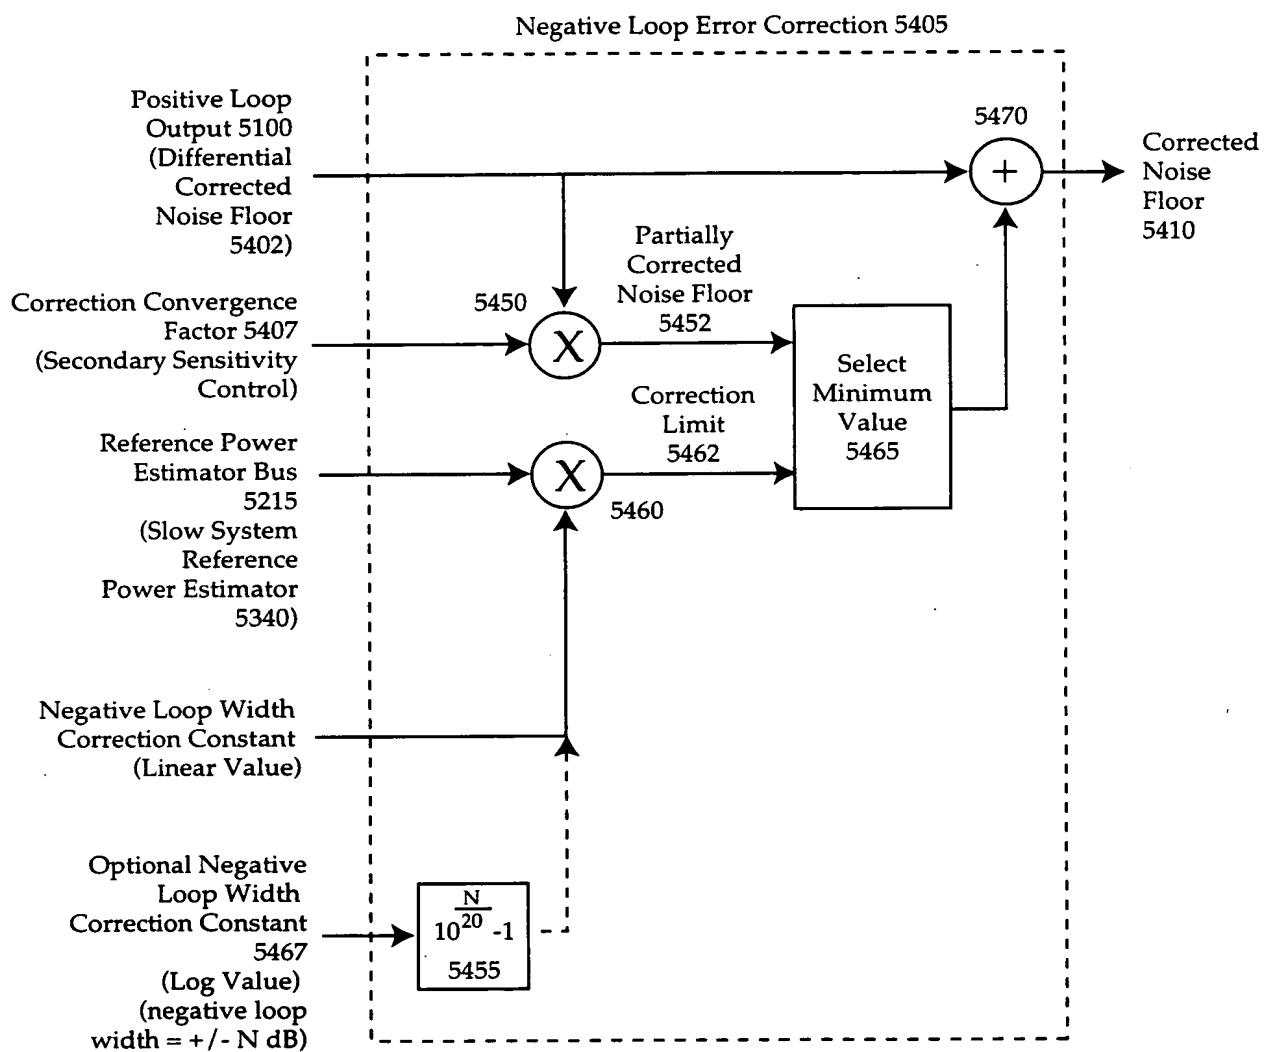 Negative Loop Error Correction 5405
Positive Loop
Output 5100
(Differential
Corrected
Noise Floor
5402)
5470
+
Corrected
Noise
Floor
5410
Partially
Corrected
Noise Floor
5452
Correction Convergence
Factor 5407
(Secondary Sensitivity
Control)
5450
X
Select
Minimum
Value
5465
Correction
Limit
5462
Reference Power
Estimator Bus
5215
(Slow System
Reference
Power Estimator
5340)
X
5460
Negative Loop Width
Correction Constant
(Linear Value)
Optional Negative
Loop Width
Correction Constant
5467
(Log Value)
(negative loop
width = +/- N dB)
N
10 20 -1
5455